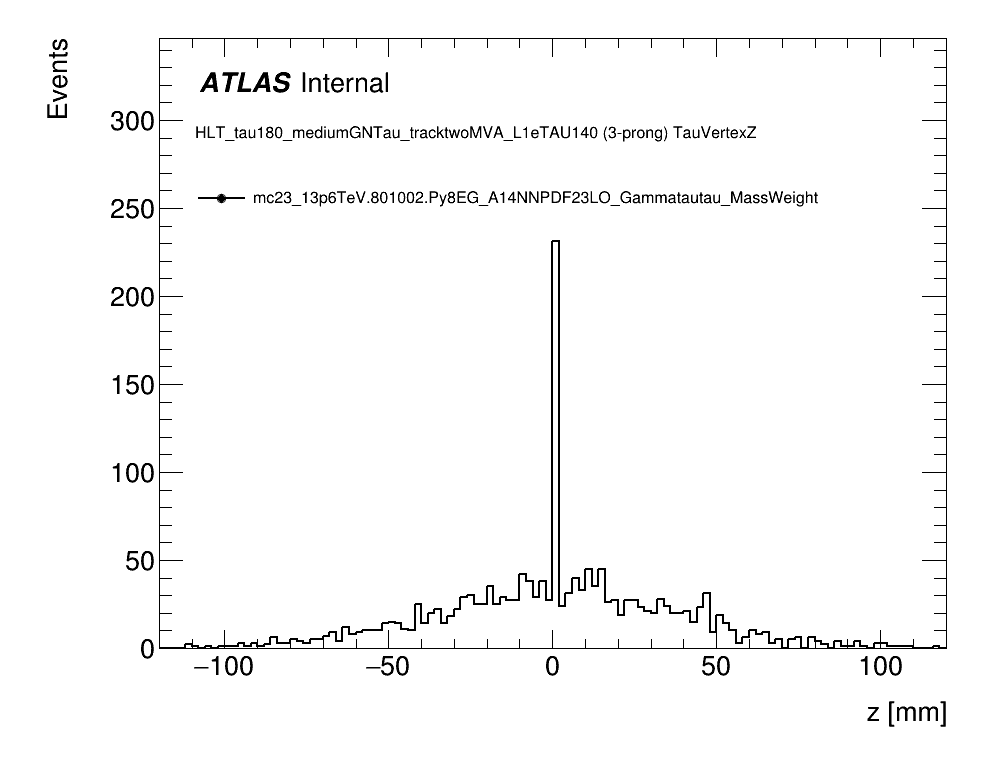 Events
ATLAS Internal
HLT_tau180_mediumGNTau_tracktwoMVA_L1eTAU140 (3-prong) TauVertexZ
mc23_13p6TeV.801002.Py8EG_A14NNPDF23LO_Gammatautau_MassWeight
300
250
200
150
100
50
0
−100 −50 0 50 100
z [mm]